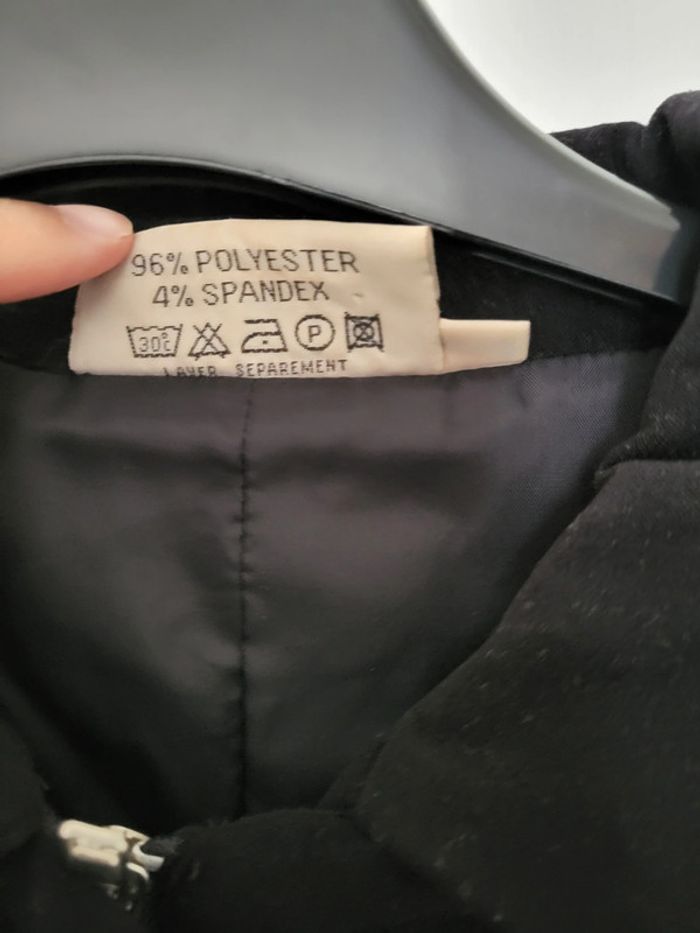 96% POLYESTER
4% SPANDEX
30°C P
LAVER SEPAREMENT